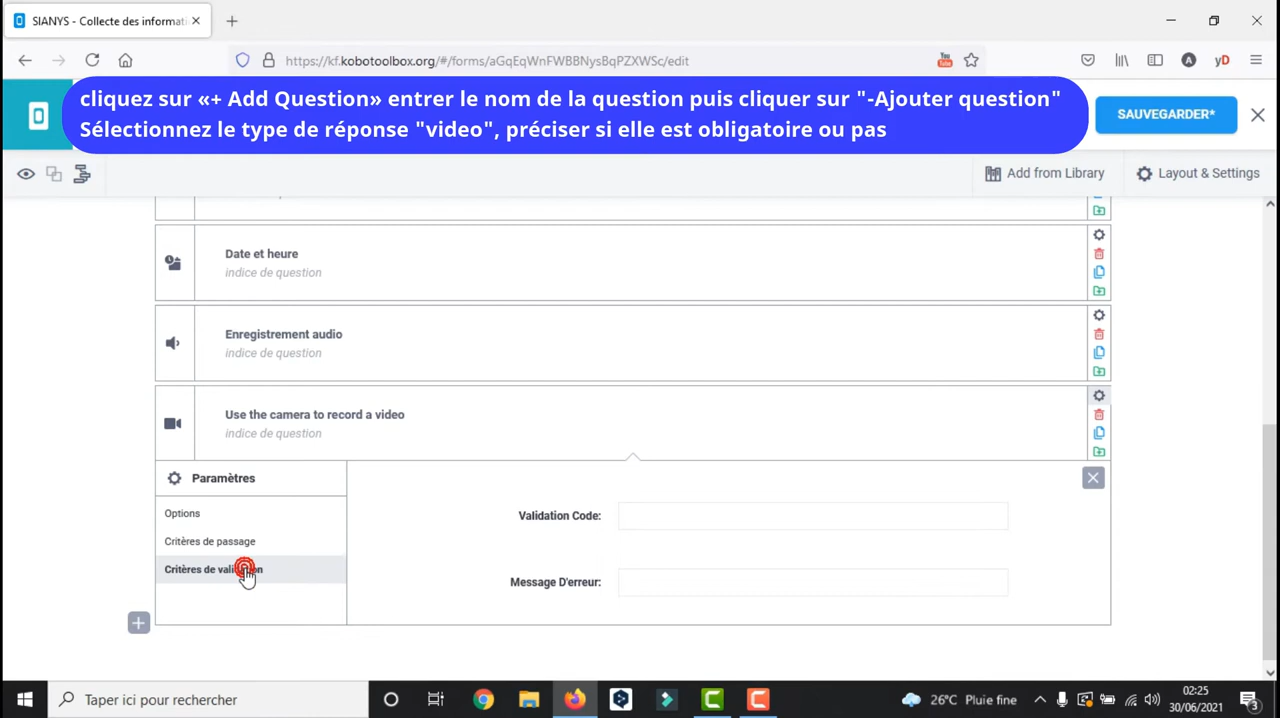 SIANYS - Collecte des informati
https://kf.kobotoolbox.org/#/forms/aGqEqWnFWBBNysBqPZXWSc/edit
cliquez sur «+ Add Question» entrer le nom de la question puis cliquer sur "-Ajouter question"
Sélectionnez le type de réponse "video", préciser si elle est obligatoire ou pas
SAUVEGARDER*
Add from Library
Layout & Settings
Date et heure
indice de question
Enregistrement audio
indice de question
Use the camera to record a video
indice de question
Paramètres
Options
Critères de passage
Critères de validation
Validation Code:
Message D'erreur:
Taper ici pour rechercher
26°C Pluie fine
02:25
30/06/2021
3